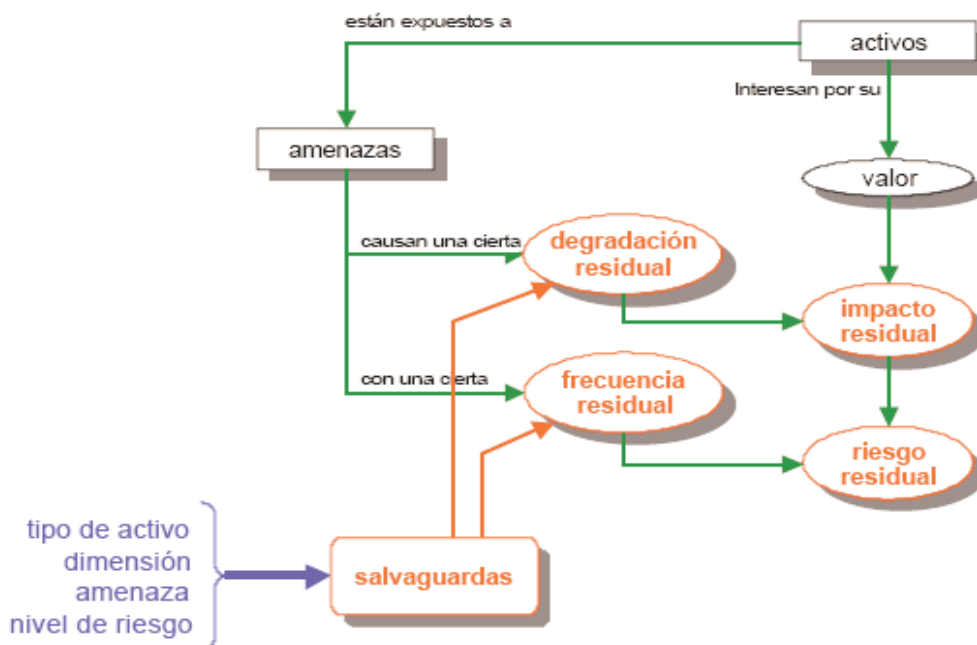 están expuestos a
activos
Interesan por su
amenazas
valor
causan una cierta
degradación
residual
impacto
residual
con una cierta
frecuencia
residual
riesgo
residual
tipo de activo
dimensión
amenaza
nivel de riesgo
salvaguardas